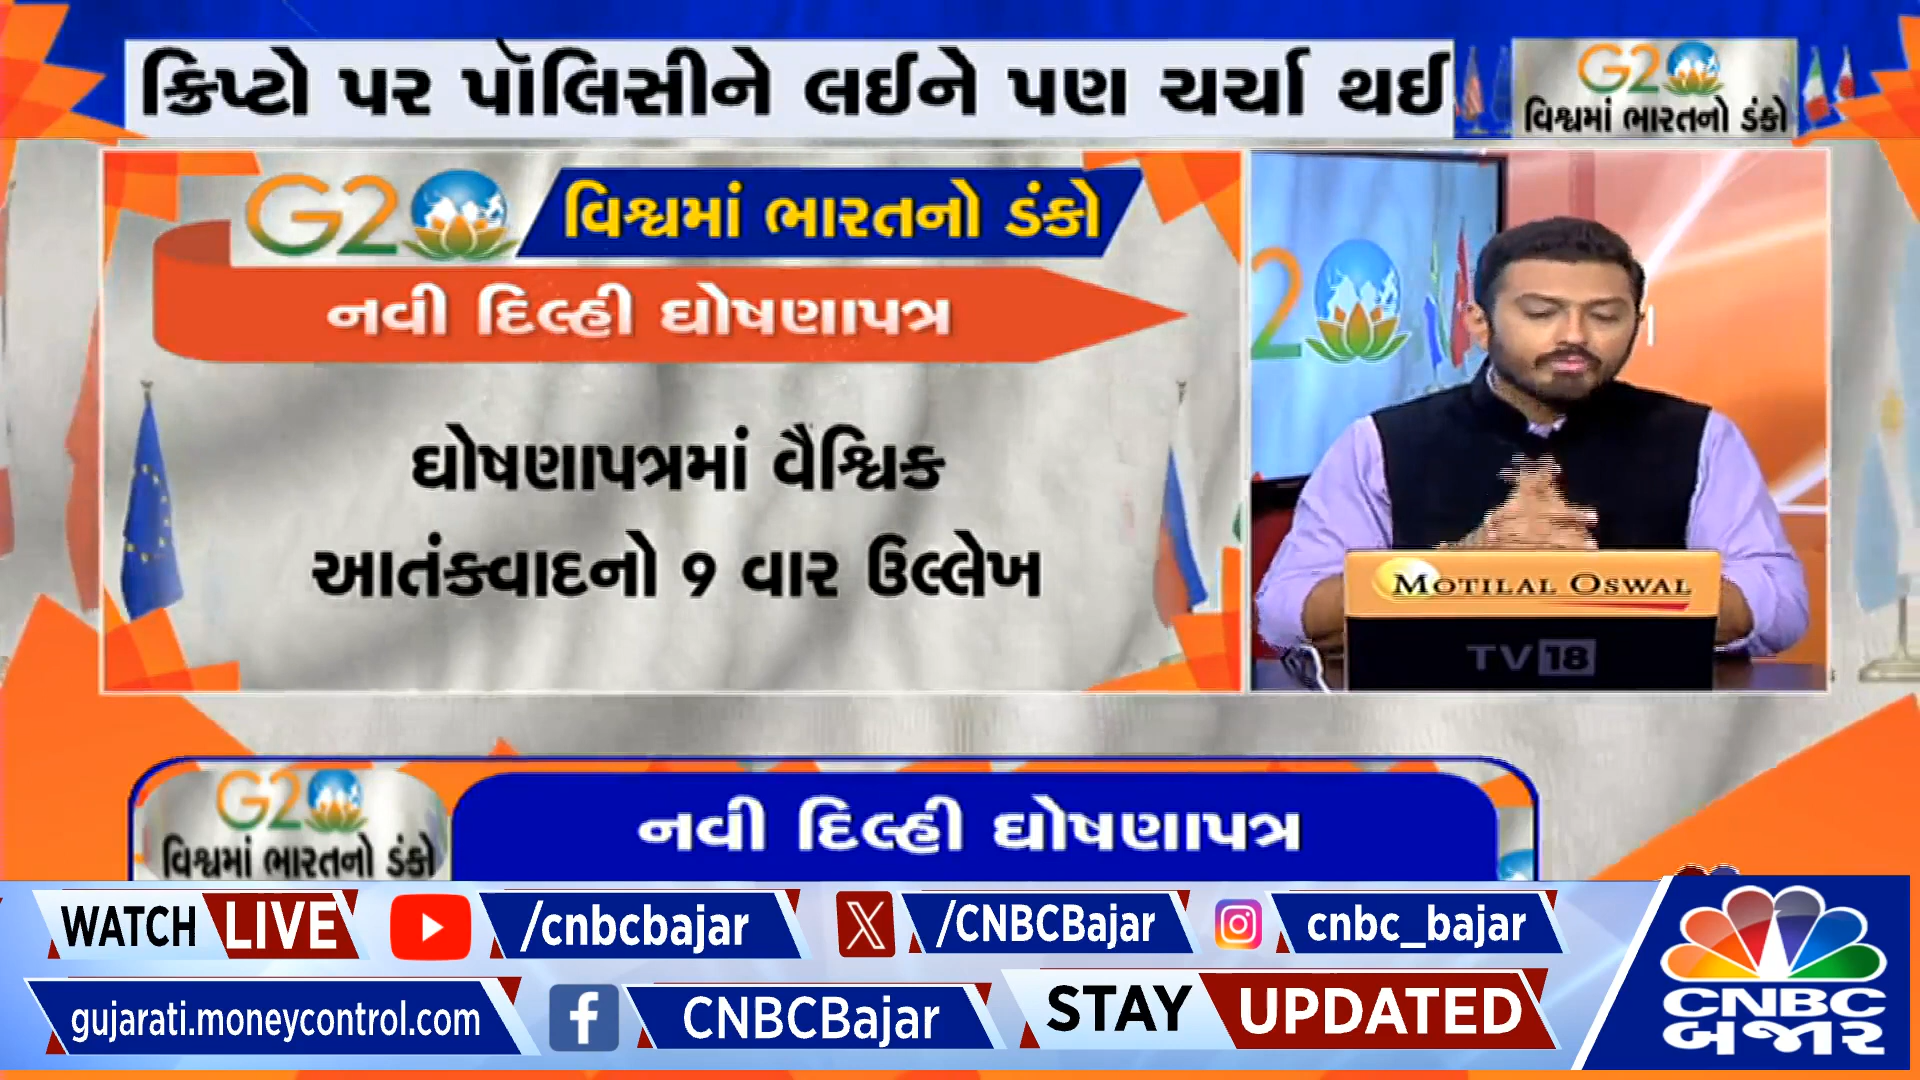 ક્રિપ્ટો પર પૉલિસીને લઈને પણ ચર્ચા થઈ
G20
વિશ્વમાં ભારતનો ડંકો
G20 વિશ્વમાં ભારતનો ડંકો
નવી દિલ્હી ઘોષણાપત્ર
ઘોષણાપત્રમાં વૈશ્વિક
આતંકવાદનો 9 વાર ઉલ્લેખ
20
MOTILAL OSWAL
TV18
G20
વિશ્વમાં ભારતનો ડંકો
નવી દિલ્હી ઘોષણાપત્ર
WATCH LIVE /cnbcbajar /CNBCBajar cnbc_bajar
gujarati.moneycontrol.com CNBCBajar STAY UPDATED
CNBC
બજાર